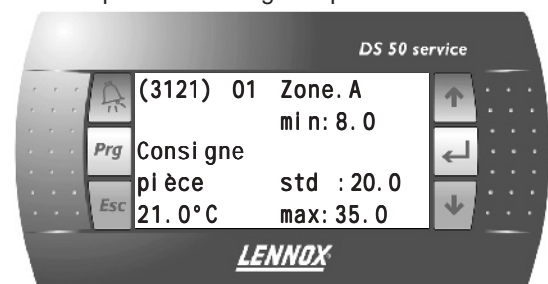 DS 50 service
(3121) 01 Zone.A
min:8.0
Prg Consigne
pièce std :20.0
Esc 21.0°C max:35.0
LENNOX